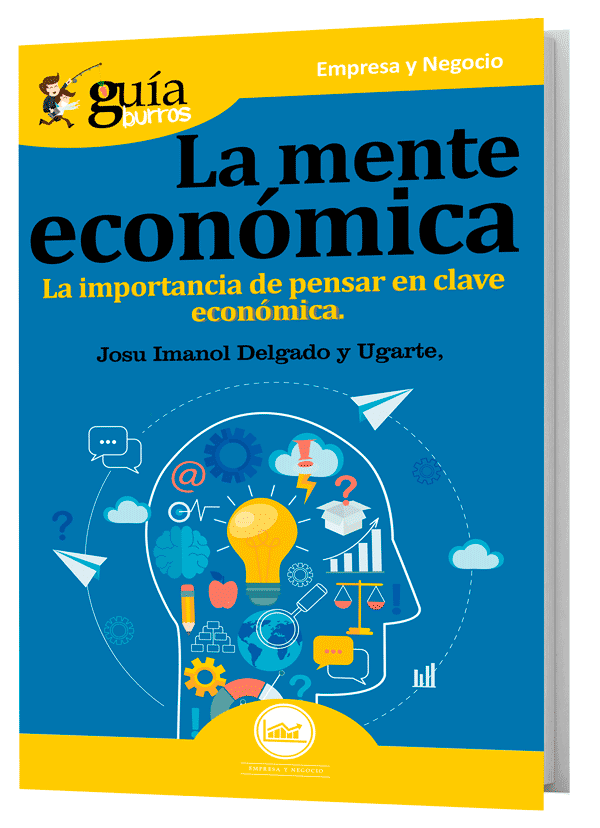 Empresa y Negocio
guía
burros
La mente
económica
La importancia de pensar en clave
económica.
Josu Imanol Delgado y Ugarte,
@
?
!
?
?
!
?
EMPRESA Y NEGOCIO